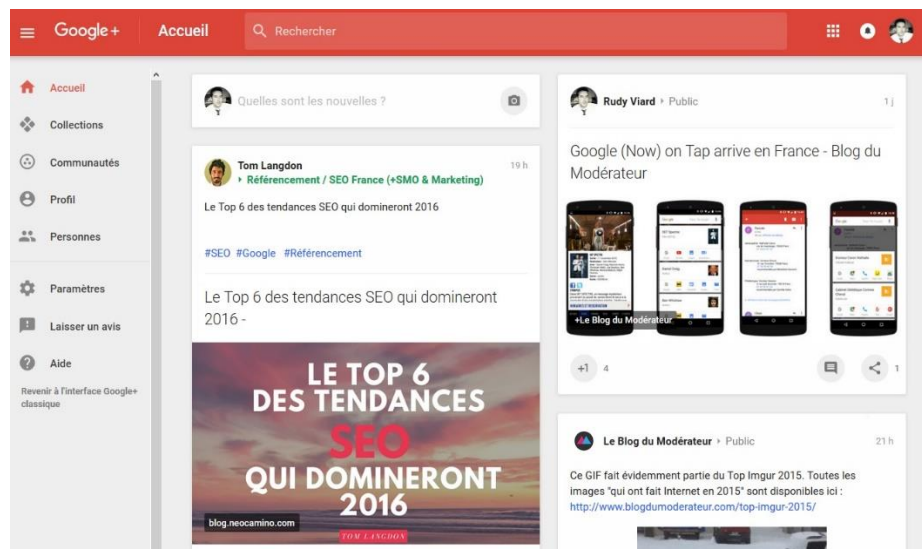 Google+
Accueil
Rechercher
Accueil
Collections
Communautés
Profil
Personnes
Paramètres
Laisser un avis
Aide
Revenir à l'interface Google+
classique
Quelles sont les nouvelles ?
Tom Langdon
19 h
Référencement / SEO France (+SMO & Marketing)
Le Top 6 des tendances SEO qui domineront 2016
#SEO #Google #Référencement
Le Top 6 des tendances SEO qui domineront
2016 -
LE TOP 6
DES TENDANCES
SEO
QUI DOMINERONT
2016
blog.neocamino.com
TOM LANGDON
Rudy Viard
Public
1 j
Google (Now) on Tap arrive en France - Blog du
Modérateur
+Le Blog du Modérateur
+1
4
1
Le Blog du Modérateur
Public
21 h
Ce GIF fait évidemment partie du Top Imgur 2015. Toutes les
images "qui ont fait Internet en 2015" sont disponibles ici :
http://www.blogdumoderateur.com/top-imgur-2015/